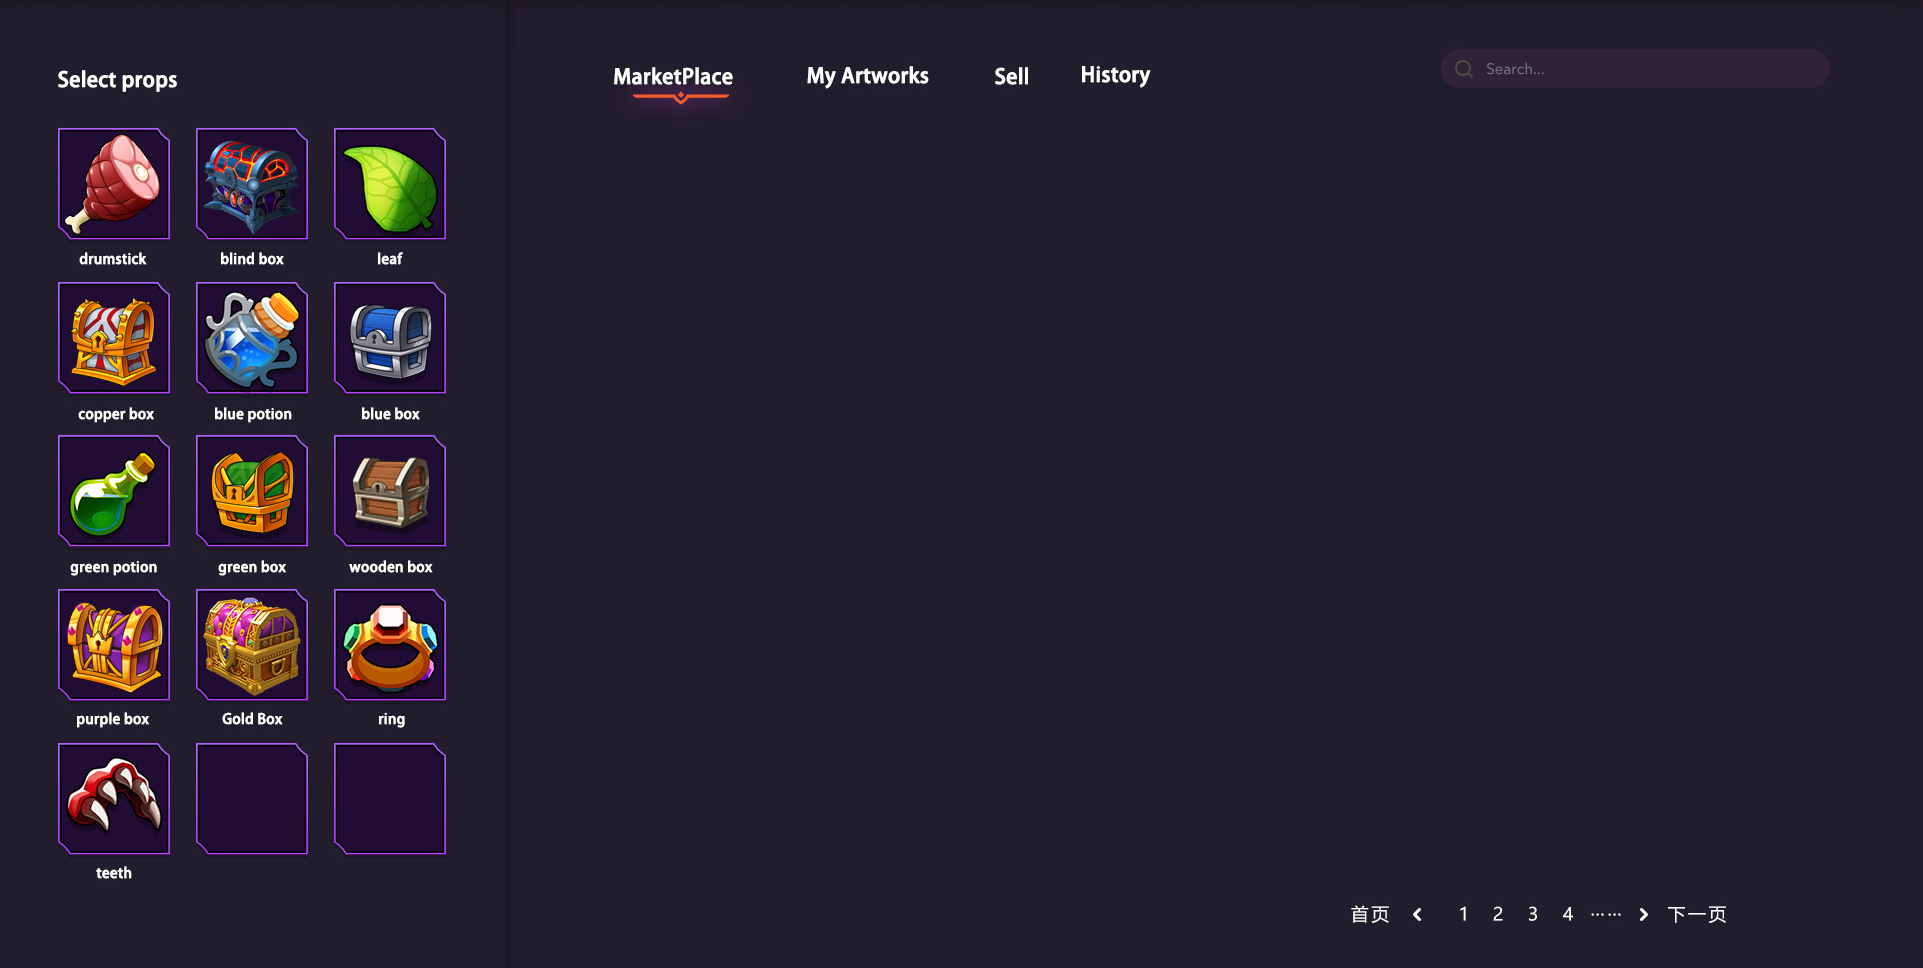 Select props
MarketPlace My Artworks Sell History
Search...
drumstick blind box leaf
copper box blue potion blue box
green potion green box wooden box
purple box Gold Box ring
teeth
首页 1 2 3 4 …… 下一页